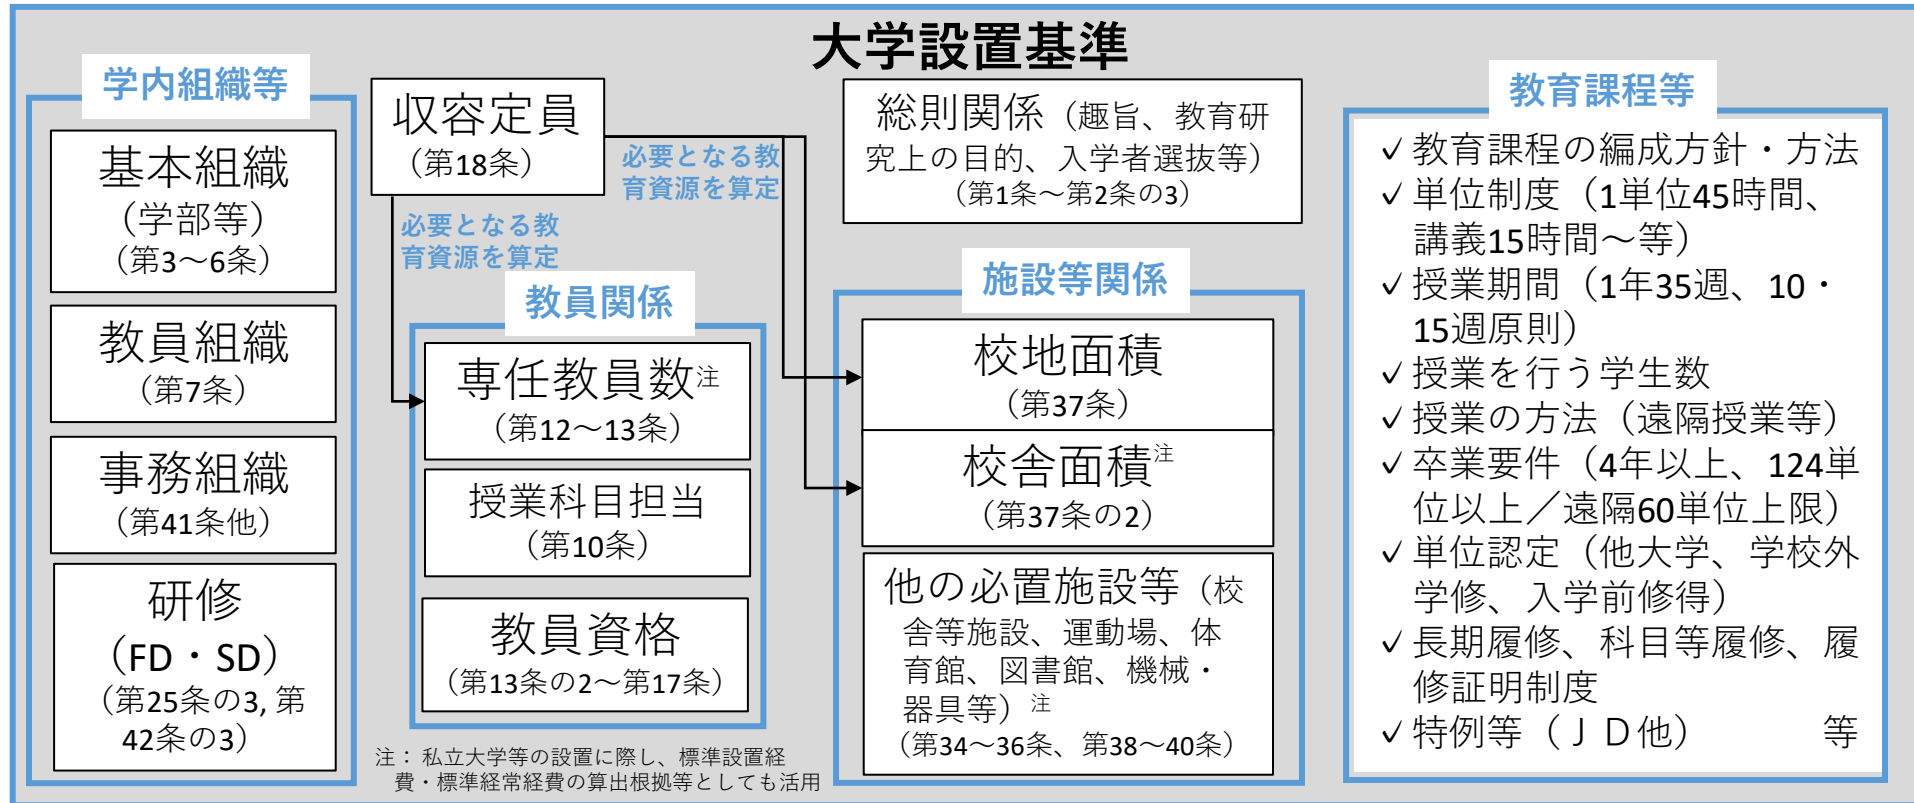 大学設置基準
学内組織等
基本組織
(学部等)
(第3~6条)
教員組織
(第7条)
事務組織
(第41条他)
研修
(FD・SD)
(第25条の3, 第
42条の3)
収容定員
(第18条)
必要となる教
育資源を算定
必要となる教
育資源を算定
教員関係
専任教員数注
(第12~13条)
授業科目担当
(第10条)
教員資格
(第13条の2~第17条)
注: 私立大学等の設置に際し、標準設置経
費・標準経常経費の算出根拠等としても活用
総則関係(趣旨、教育研
究上の目的、入学者選抜等)
(第1条~第2条の3)
施設等関係
校地面積
(第37条)
校舎面積注
(第37条の2)
他の必置施設等(校
舎等施設、運動場、体
育館、図書館、機械・
器具等)注
(第34~36条、第38~40条)
教育課程等
✓教育課程の編成方針・方法
✓単位制度(1単位45時間、
講義15時間~等)
✓授業期間(1年35週、10・
15週原則)
✓授業を行う学生数
✓授業の方法(遠隔授業等)
✓卒業要件(4年以上、124単
位以上/遠隔60単位上限)
✓単位認定(他大学、学校外
学修、入学前修得)
✓長期履修、科目等履修、履
修証明制度
✓特例等(JD他) 等